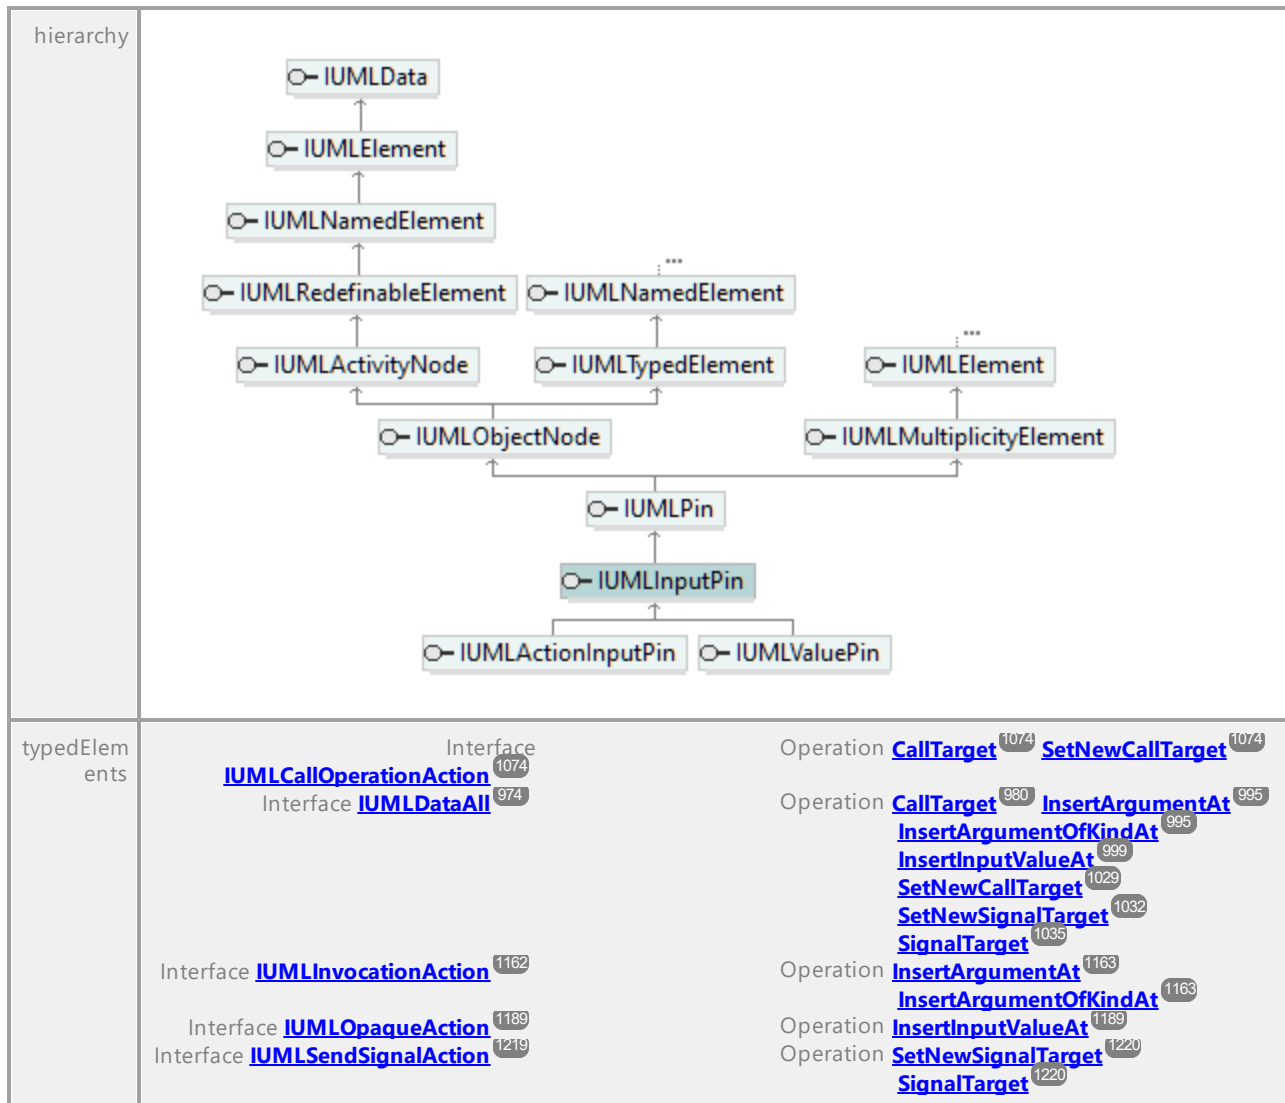 hierarchy
IUMLData
IUMLElement
IUMLNamedElement
...
IUMLRedefinableElement IUMLNamedElement
...
IUMLActivityNode IUMLTypedElement IUMLElement
IUMLObjectNode IUMLMultiplicityElement
IUMLPin
IUMLInputPin
IUMLActionInputPin IUMLValuePin
typedElem
ents
Interface
IUMLCallOperationAction 1074
Operation CallTarget 1074 SetNewCallTarget 1074
Interface IUMLDataAll 974
Operation CallTarget 980 InsertArgumentAt 995
InsertArgumentOfKindAt 995
InsertInputValueAt 999
SetNewCallTarget 1029
SetNewSignalTarget 1032
SignalTarget 1035
Interface IUMLInvocationAction 1162
Operation InsertArgumentAt 1163
InsertArgumentOfKindAt 1163
Interface IUMLOpaqueAction 1189
Operation InsertInputValueAt 1189
Interface IUMLSendSignalAction 1219
Operation SetNewSignalTarget 1220
SignalTarget 1220